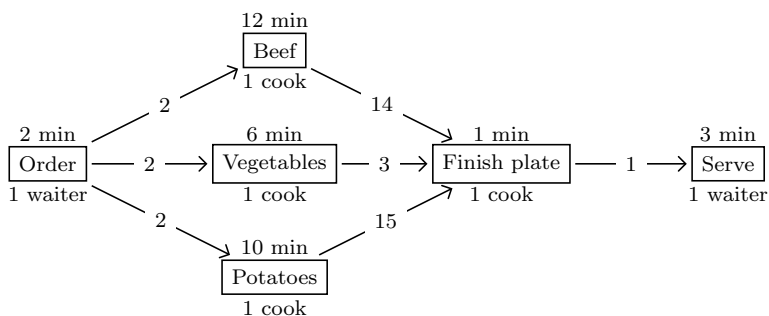 12 min
Beef
1 cook
2
14
2 min
Order
1 waiter
2
6 min
Vegetables
1 cook
3
1 min
Finish plate
1 cook
1
3 min
Serve
1 waiter
2
15
10 min
Potatoes
1 cook